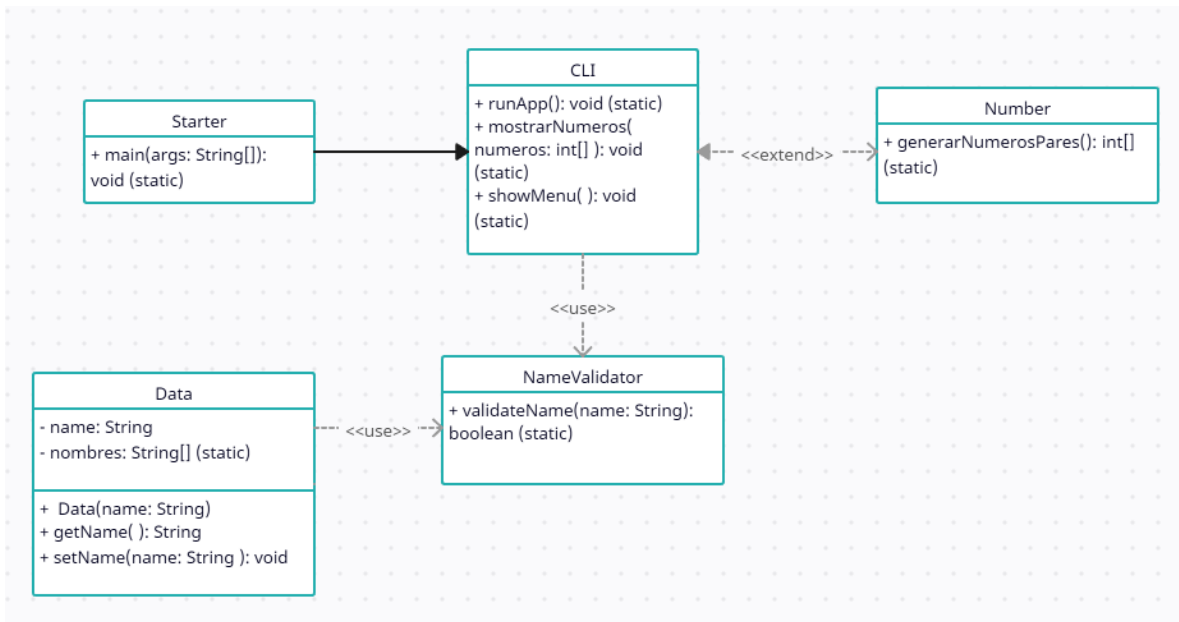 Starter
+ main(args: String[]):
void (static)
CLI
+ runApp(): void (static)
+ mostrarNumeros(
numeros: int[] ): void
(static)
+ showMenu( ): void
(static)
<<extend>>
Number
+ generarNumerosPares(): int[]
(static)
<<use>>
Data
- name: String
- nombres: String[] (static)
+  Data(name: String)
+ getName( ): String
+ setName(name: String ): void
<<use>>
NameValidator
+ validateName(name: String):
boolean (static)